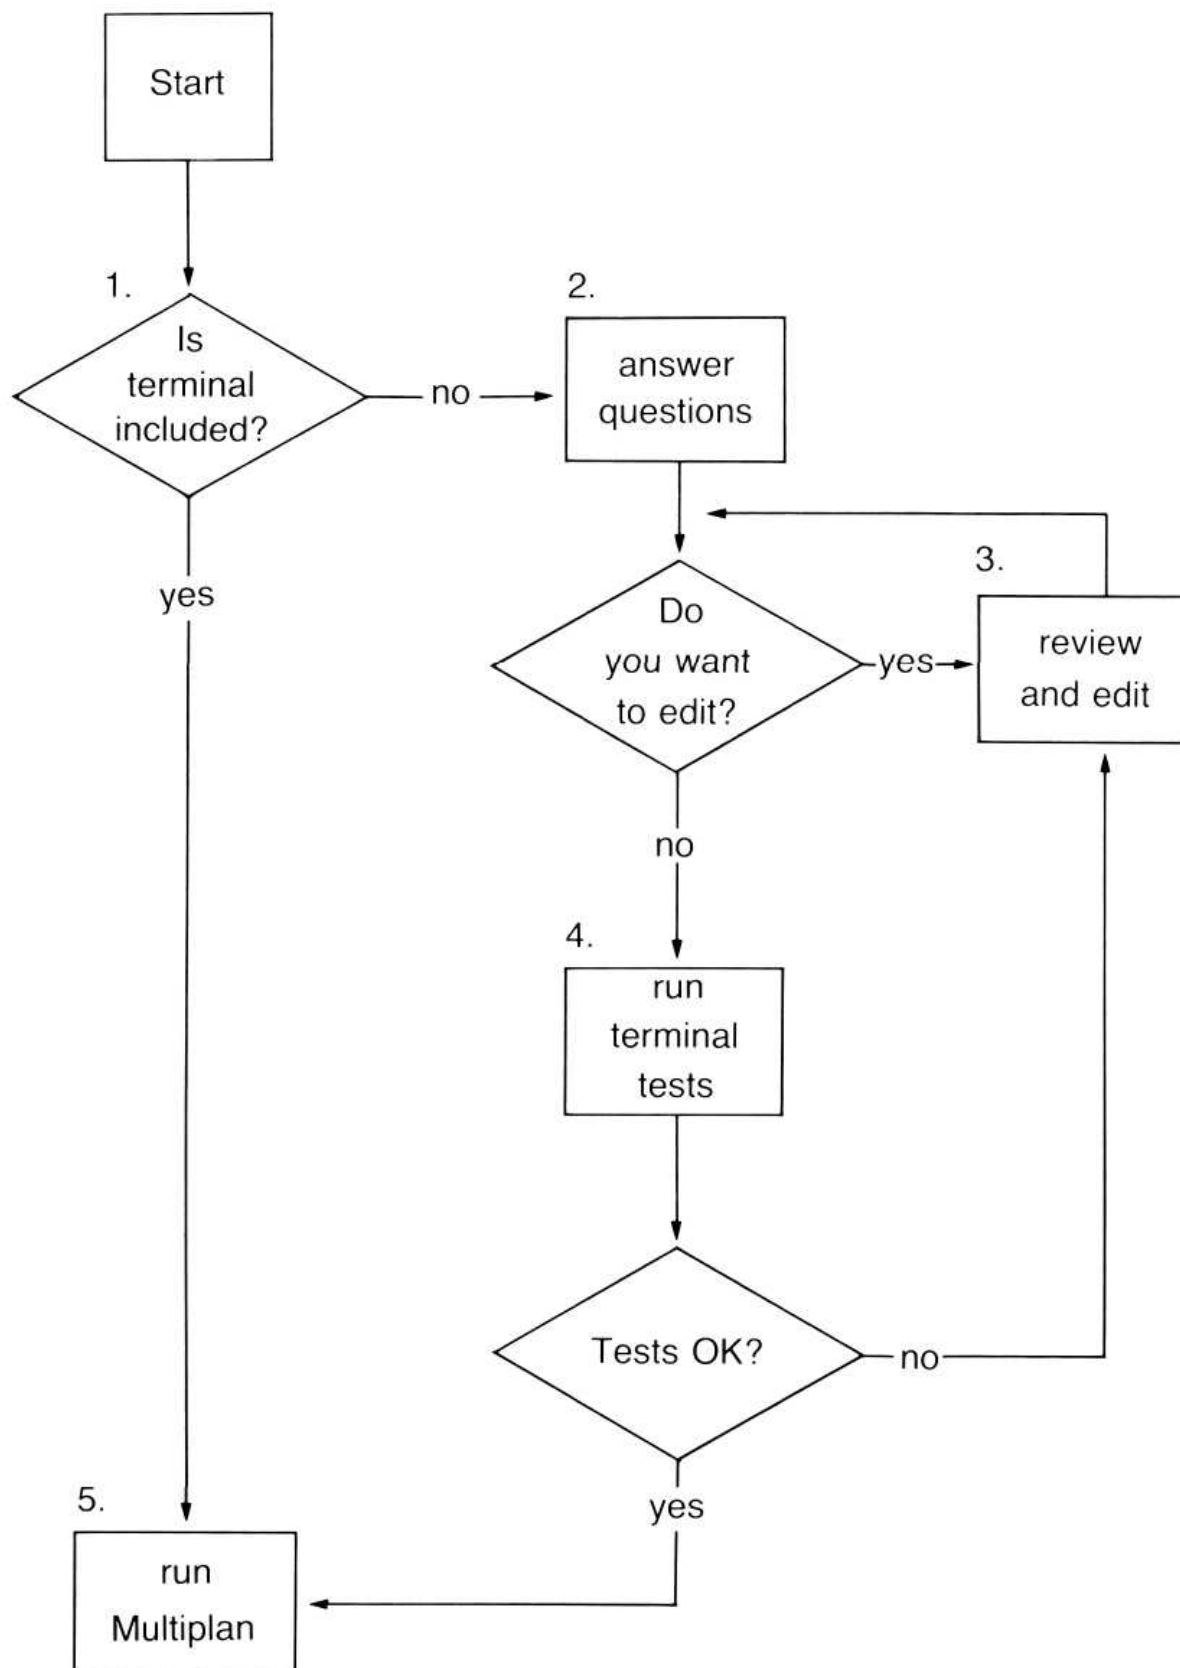 Start
1.
Is
terminal
included?
no
2.
answer
questions
yes
Do
you want
to edit?
yes
3.
review
and edit
no
4.
run
terminal
tests
Tests OK?
no
yes
5.
run
Multiplan